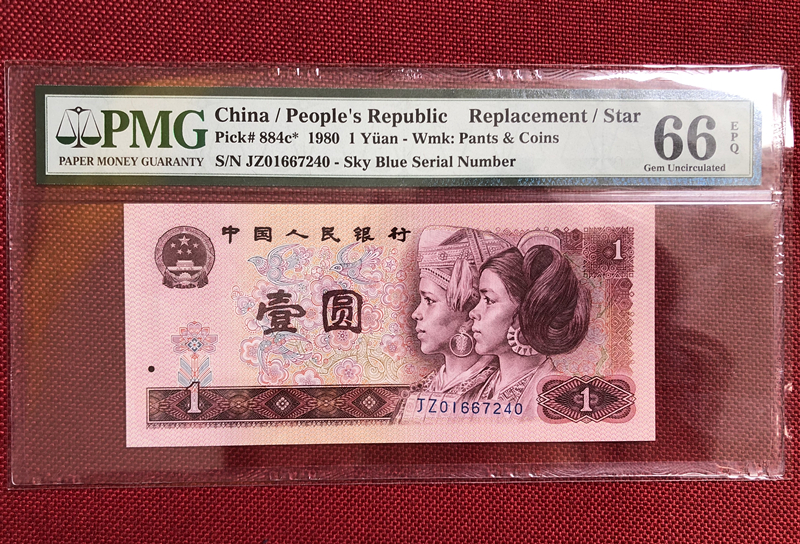 PMG
PAPER MONEY GUARANTY
China / People's Republic Replacement / Star
Pick# 884c* 1980 1 Yüan - Wmk: Pants & Coins
S/N JZ01667240 - Sky Blue Serial Number
66 EPQ
Gem Uncirculated
中国人民银行
1
壹圆
1
JZ01667240
1